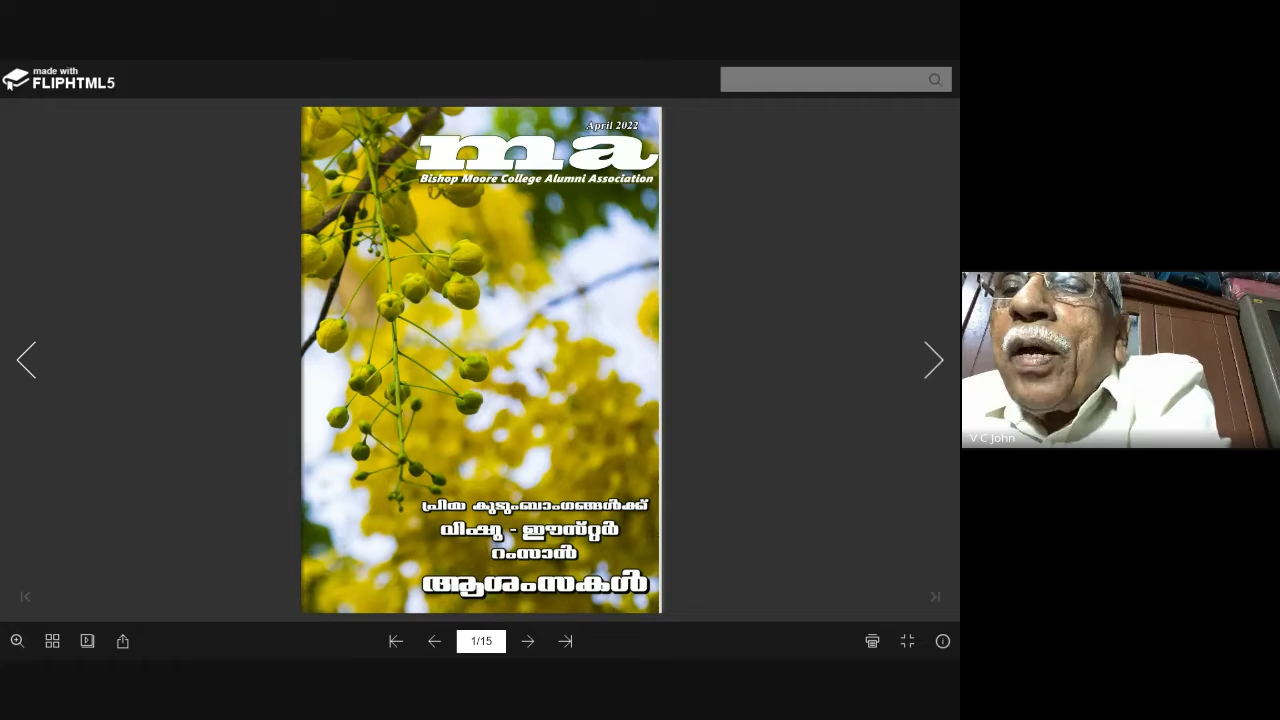 made with
FLIPHTML5
April 2022
ma
Bishop Moore College Alumni Association
പ്രിയ കുടുംബാംഗങ്ങൾക്ക്
വിഷു - ഈസ്റ്റർ
റംസാൻ
ആശംസകൾ
V C John
1/15